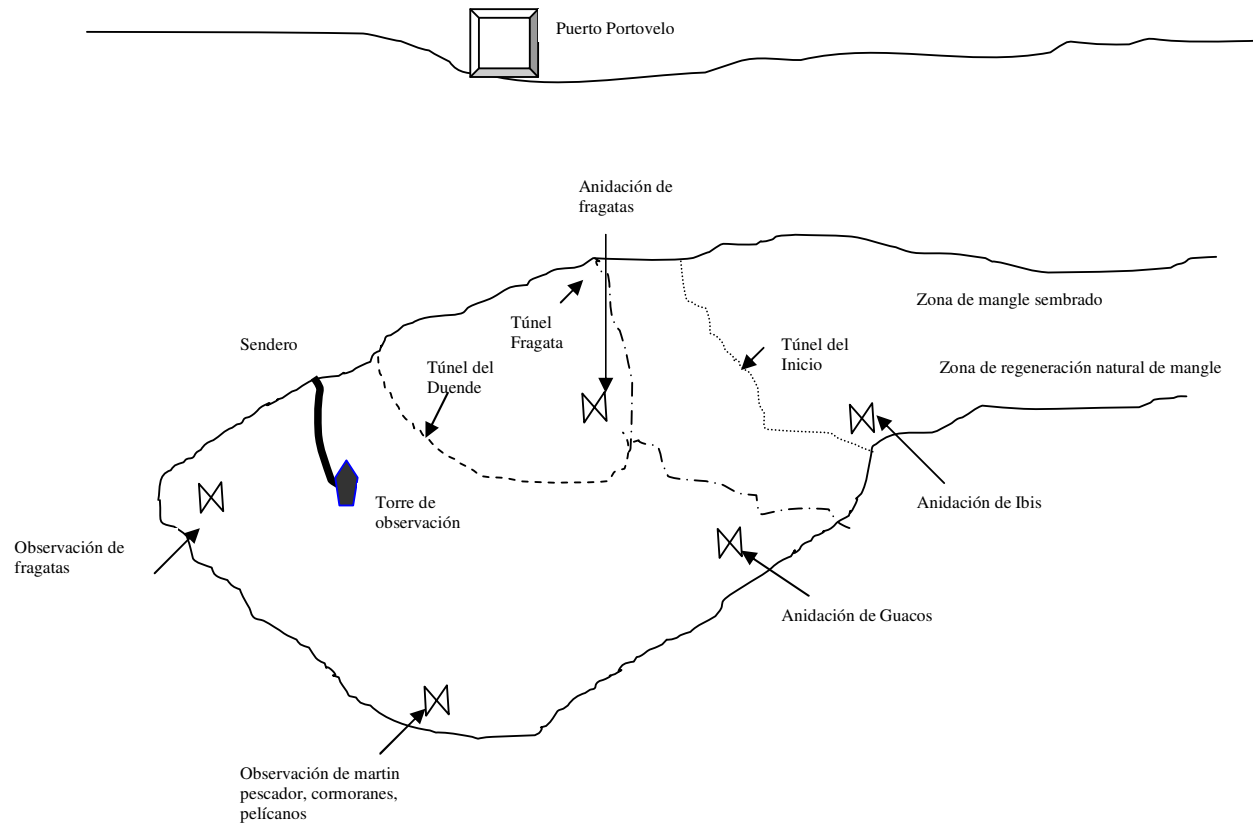 Puerto Portovelo
Anidación de
fragatas
Zona de mangle sembrado
Túnel
Fragata
Sendero
Túnel del
Inicio
Túnel del
Duende
Zona de regeneración natural de mangle
Torre de
observación
Anidación de Ibis
Observación de
fragatas
Anidación de Guacos
Observación de martin
pescador, cormoranes,
pelícanos